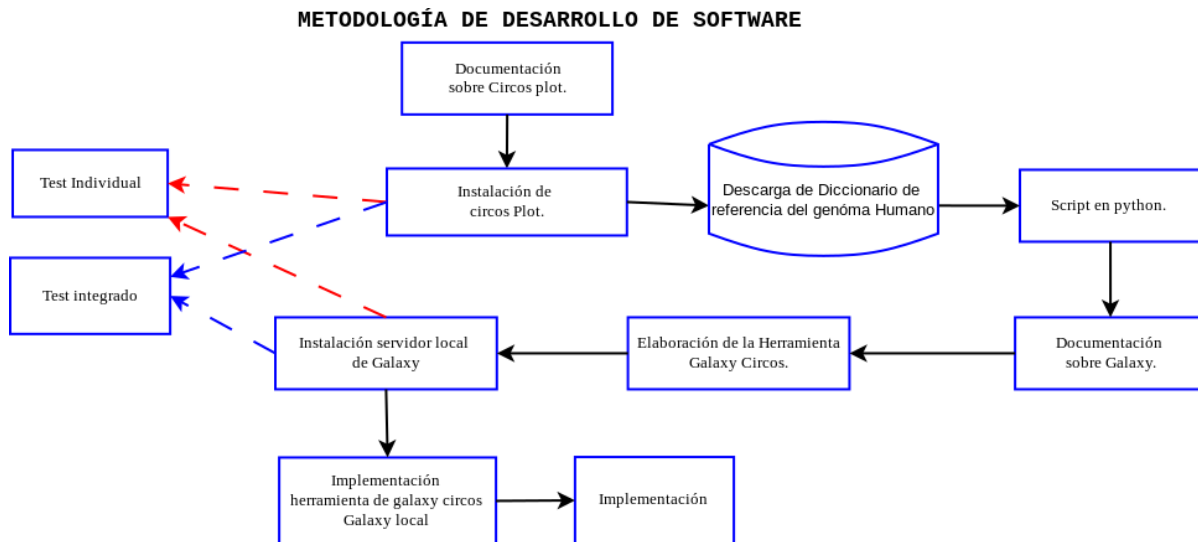 METODOLOGÍA DE DESARROLLO DE SOFTWARE
Documentación
sobre Circos plot.
Test Individual
Instalación de
circos Plot.
Descarga de Diccionario de
referencia del genóma Humano
Script en python.
Test integrado
Instalación servidor local
de Galaxy
Elaboración de la Herramienta
Galaxy Circos.
Documentación
sobre Galaxy.
Implementación
herramienta de galaxy circos
Galaxy local
Implementación